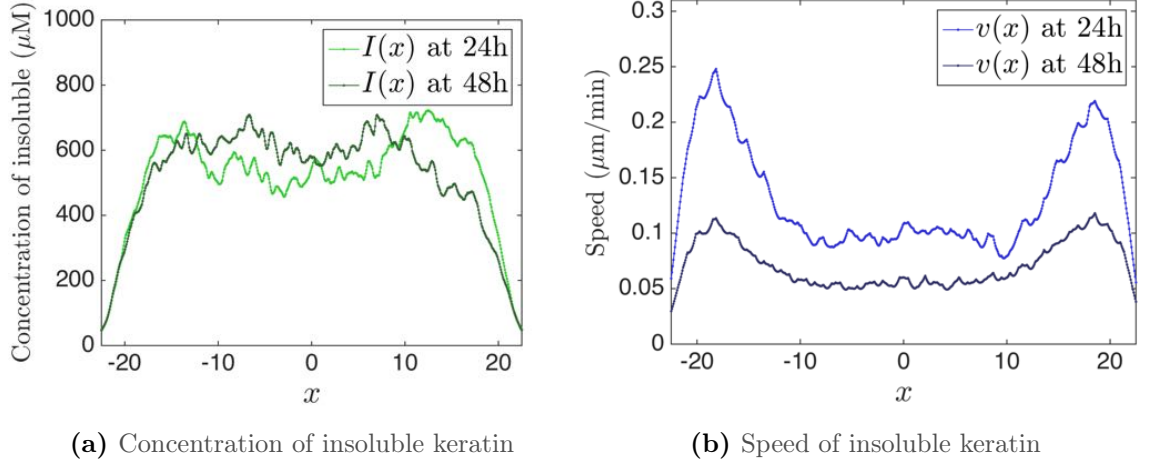 1000
800
600
400
200
0
-20
-10
0
10
20
Concentration of insoluble (μM)
x
I(x) at 24h
I(x) at 48h
(a) Concentration of insoluble keratin
0.3
0.25
0.2
0.15
0.1
0.05
0
-20
-10
0
10
20
Speed (μm/min)
x
v(x) at 24h
v(x) at 48h
(b) Speed of insoluble keratin